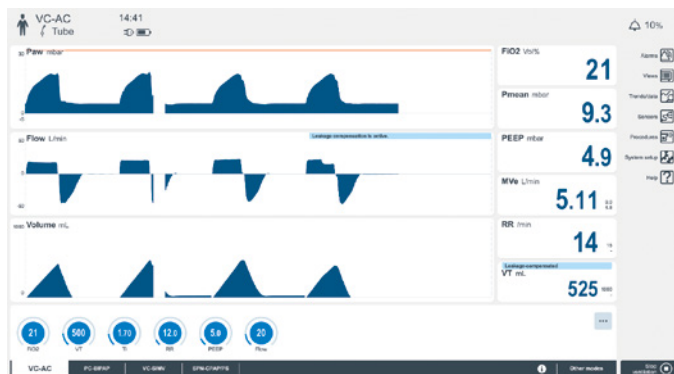 VC-AC
14:41
Tube
10%
Paw mbar
30
0
-5
Flow L/min
Leakage compensation is active
60
-60
Volume mL
1000
0
FiO2 Vol%
21
Pmean mbar
9.3
PEEP mbar
4.9
MVe L/min
5.11
RR /min
14
Leakage-compensated
VT mL
525
Alarms
Views
Trends/data
Sensors
Procedures
System setup
Help
21
500
1.70
12.0
5.0
20
FiO2
VT
Ti
RR
PEEP
Flow
...
VC-AC
PC-BIPAP
VC-SIMV
SPN-CPAP/PS
Other modes
Stop
ventilation